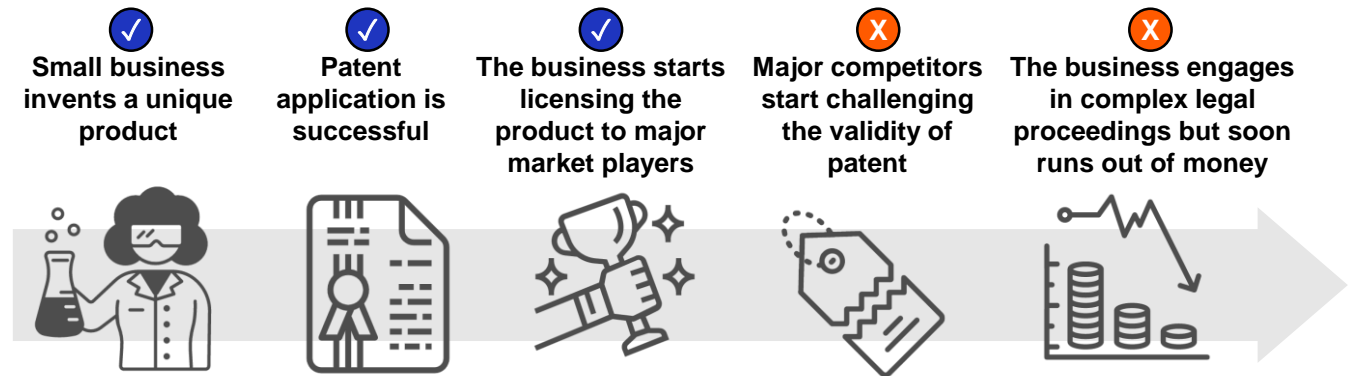 ✓
Small business
invents a unique
product
✓
Patent
application is
successful
✓
The business starts
licensing the
product to major
market players
X
Major competitors
start challenging
the validity of
patent
X
The business engages
in complex legal
proceedings but soon
runs out of money